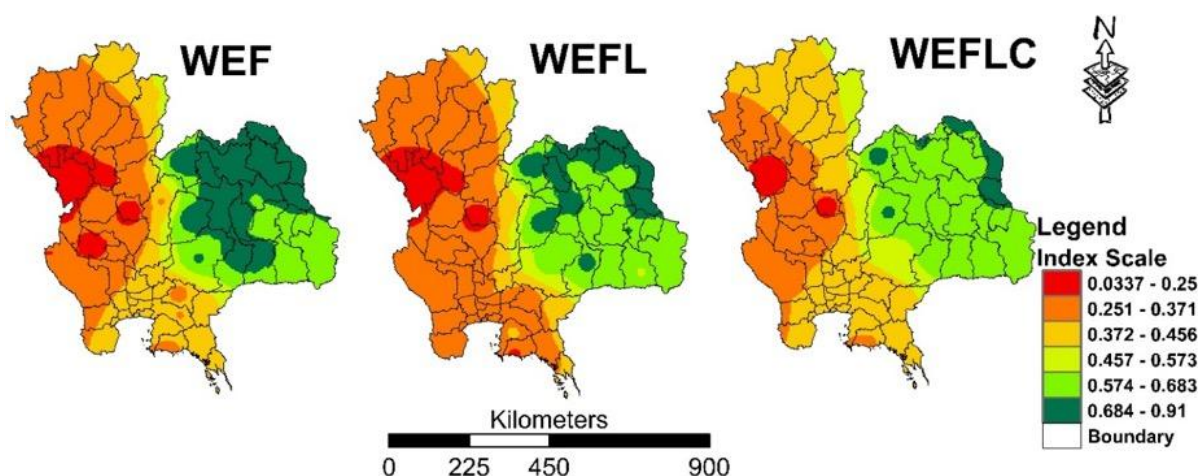 WEF
WEFL
WEFLC
N
Legend
Index Scale
0.0337 - 0.25
0.251 - 0.371
0.372 - 0.456
0.457 - 0.573
0.574 - 0.683
0.684 - 0.91
Boundary
Kilometers
0 225 450 900